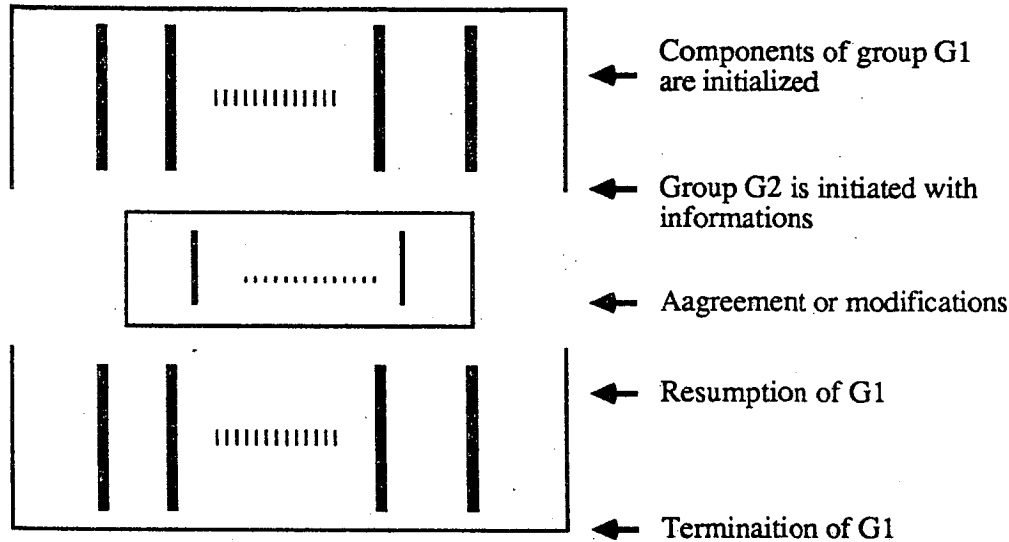 Components of group G1
are initialized
Group G2 is initiated with
informations
Aagreement or modifications
Resumption of G1
Terminaition of G1